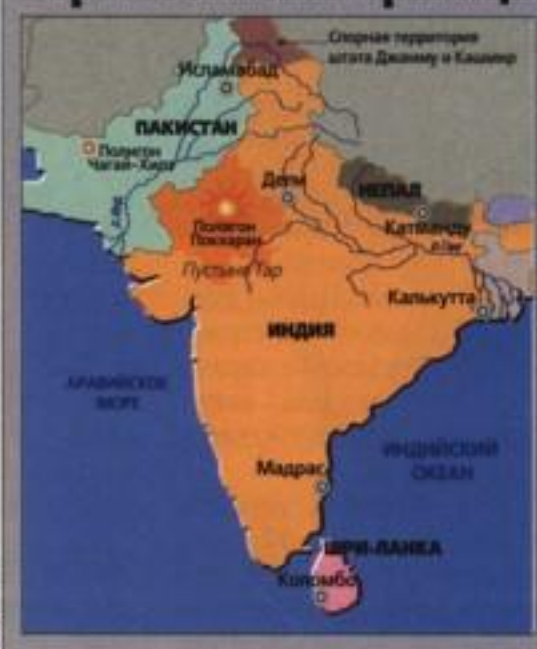 Спорная территория
штата Джамму и Кашмир
Исламабад
ПАКИСТАН
Полигон
Чагай-Хилз
Дели
НЕПАЛ
Катманду
Полигон
Покхаран
Пустыня Тар
Калькутта
ИНДИЯ
АРАВИЙСКОЕ
МОРЕ
ИНДИЙСКИЙ
ОКЕАН
Мадрас
ШРИ-ЛАНКА
Коломбо